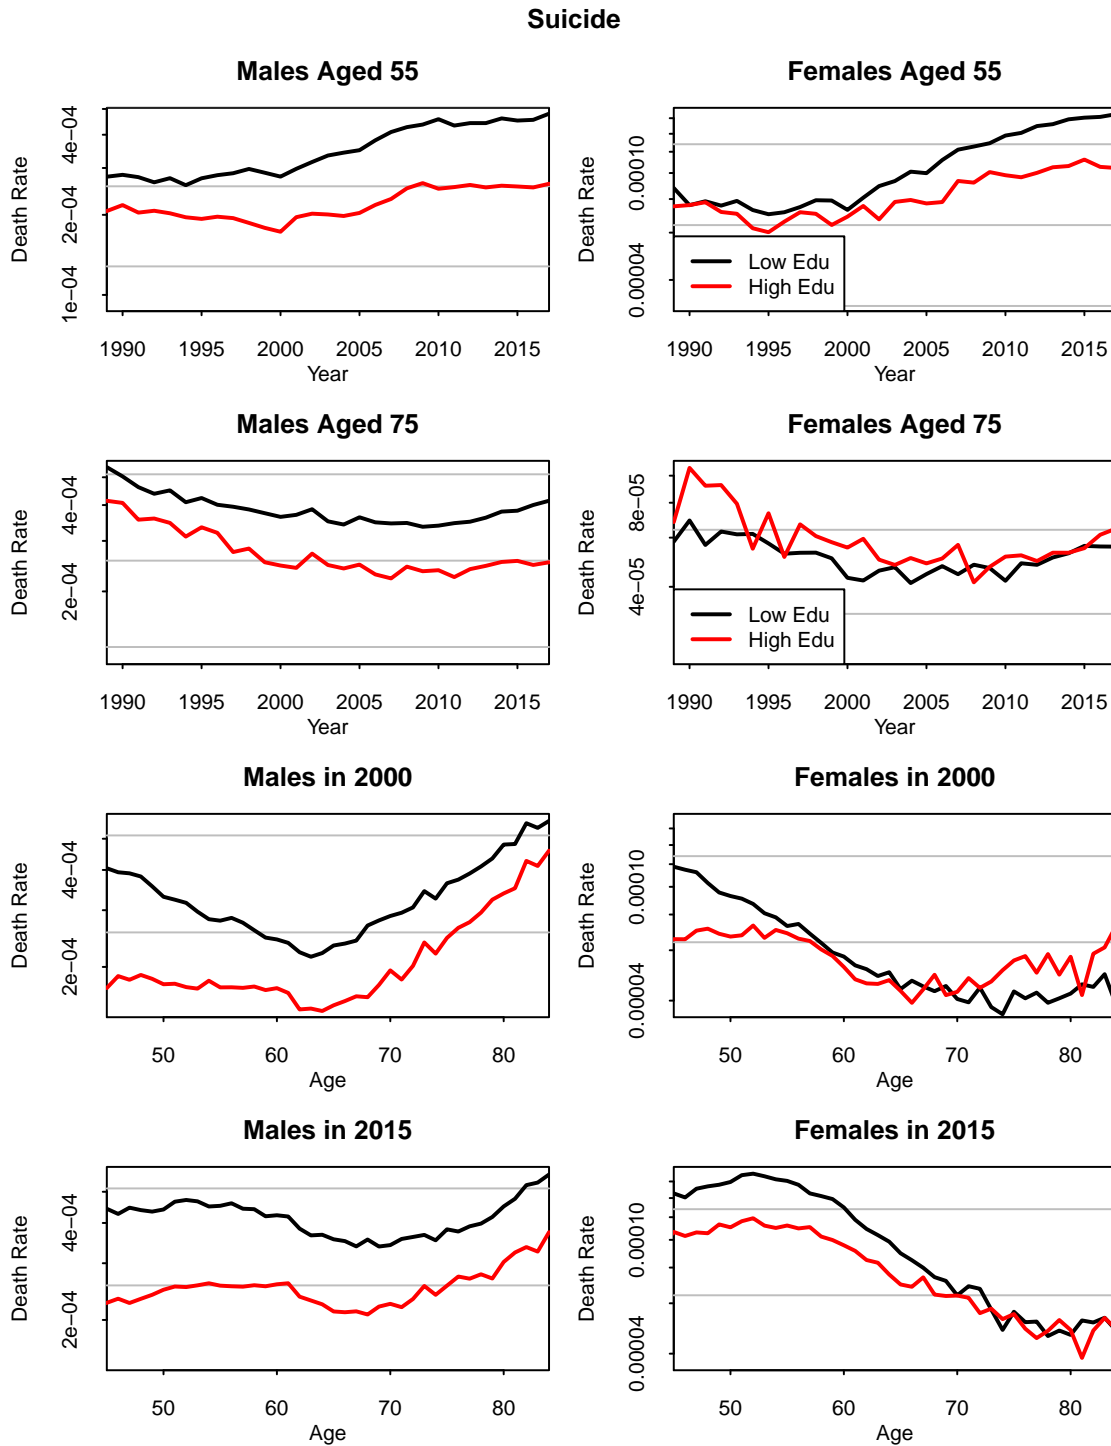 Suicide
Males Aged 55
Death Rate
4e−04
2e−04
1e−04
1990 1995 2000 2005 2010 2015
Year
Females Aged 55
Death Rate
0.00010
0.00004
Low Edu
High Edu
1990 1995 2000 2005 2010 2015
Year
Males Aged 75
Death Rate
4e−04
2e−04
1990 1995 2000 2005 2010 2015
Year
Females Aged 75
Death Rate
8e−05
4e−05
Low Edu
High Edu
1990 1995 2000 2005 2010 2015
Year
Males in 2000
Death Rate
4e−04
2e−04
50 60 70 80
Age
Females in 2000
Death Rate
0.00010
0.00004
50 60 70 80
Age
Males in 2015
Death Rate
4e−04
2e−04
50 60 70 80
Age
Females in 2015
Death Rate
0.00010
0.00004
50 60 70 80
Age